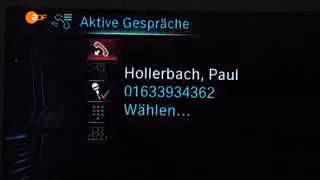 ZDF
Aktive Gespräche
Hollerbach, Paul
01633934362
Wählen...